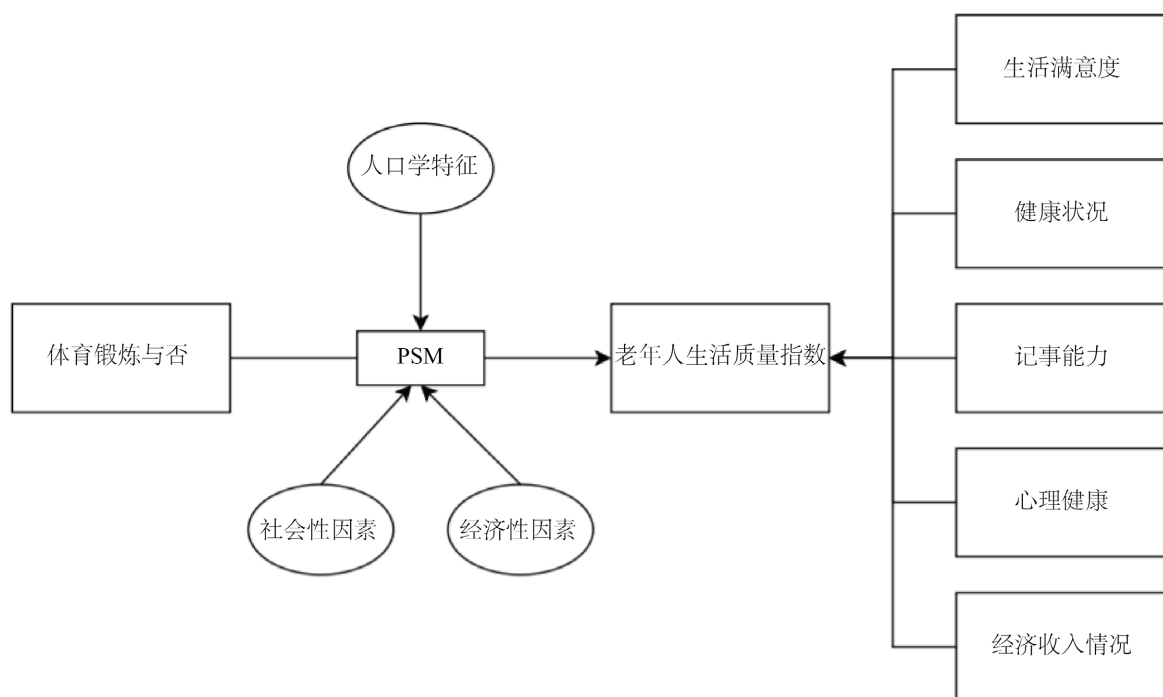 生活满意度
人口学特征
健康状况
体育锻炼与否
PSM
老年人生活质量指数
记事能力
社会性因素
经济性因素
心理健康
经济收入情况